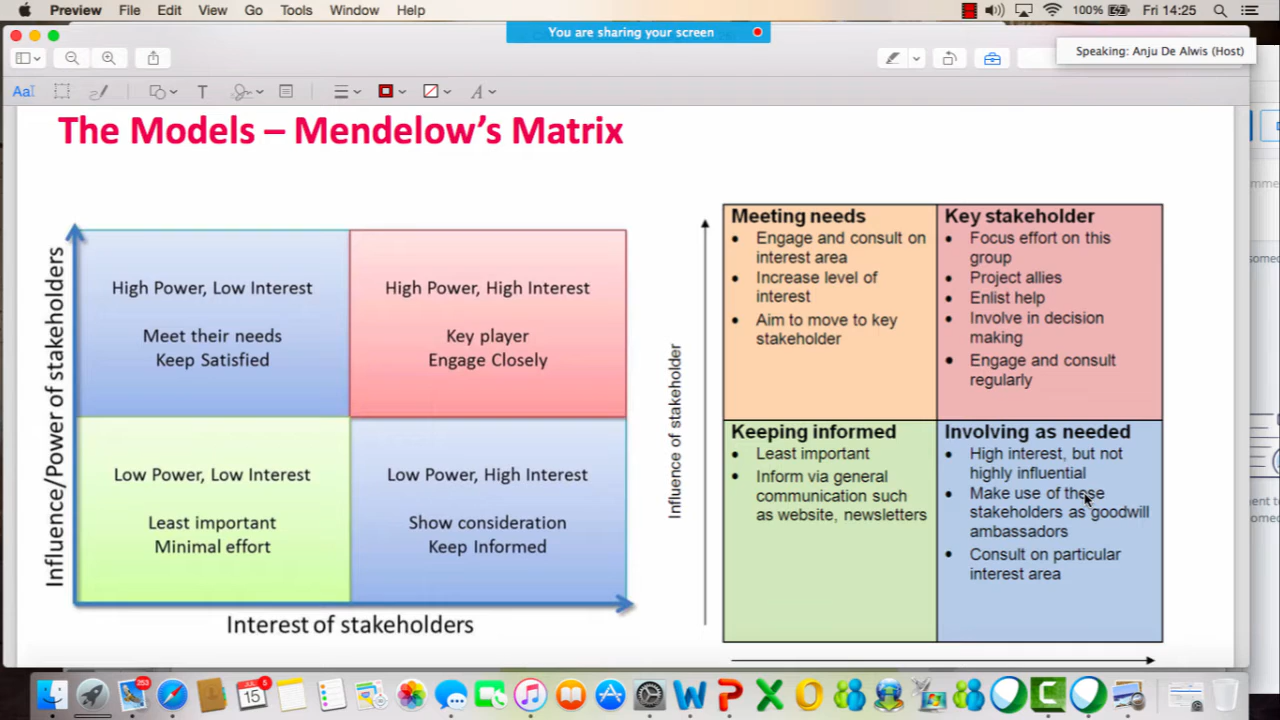 Preview File Edit View Go Tools Window Help
100% Fri 14:25
You are sharing your screen
Speaking: Anju De Alwis (Host)
AaI
T
A
The Models – Mendelow's Matrix
Influence/Power of stakeholders
High Power, Low Interest
Meet their needs
Keep Satisfied
High Power, High Interest
Key player
Engage Closely
Low Power, Low Interest
Least important
Minimal effort
Low Power, High Interest
Show consideration
Keep Informed
Interest of stakeholders
Influence of stakeholder
Meeting needs
• Engage and consult on
interest area
• Increase level of
interest
• Aim to move to key
stakeholder
Key stakeholder
• Focus effort on this
group
• Project allies
• Enlist help
• Involve in decision
making
• Engage and consult
regularly
Keeping informed
• Least important
• Inform via general
communication such
as website, newsletters
Involving as needed
• High interest, but not
highly influential
• Make use of these
stakeholders as goodwill
ambassadors
• Consult on particular
interest area
253
JUL
15
5